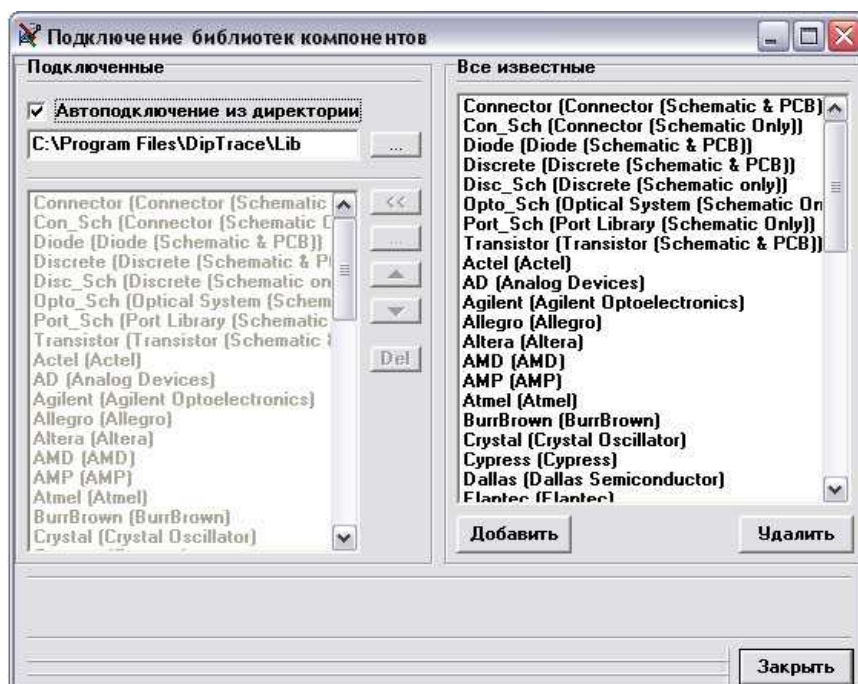 Подключение библиотек компонентов
Подключенные
Автоподключение из директории
C:\Program Files\DipTrace\Lib
...
Connector (Connector (Schematic
Con_Sch (Connector (Schematic
Diode (Diode (Schematic & PCB))
Discrete (Discrete (Schematic &
Disc_Sch (Discrete (Schematic on
Opto_Sch (Optical System (Schem
Port_Sch (Port Library (Schematic
Transistor (Transistor (Schematic
Actel (Actel)
AD (Analog Devices)
Agilent (Agilent Optoelectronics)
Allegro (Allegro)
Altera (Altera)
AMD (AMD)
AMP (AMP)
Atmel (Atmel)
BurrBrown (BurrBrown)
Crystal (Crystal Oscillator)
<<
...
Del
Все известные
Connector (Connector (Schematic & PCB)
Con_Sch (Connector (Schematic Only))
Diode (Diode (Schematic & PCB))
Discrete (Discrete (Schematic & PCB))
Disc_Sch (Discrete (Schematic only))
Opto_Sch (Optical System (Schematic On
Port_Sch (Port Library (Schematic Only))
Transistor (Transistor (Schematic & PCB))
Actel (Actel)
AD (Analog Devices)
Agilent (Agilent Optoelectronics)
Allegro (Allegro)
Altera (Altera)
AMD (AMD)
AMP (AMP)
Atmel (Atmel)
BurrBrown (BurrBrown)
Crystal (Crystal Oscillator)
Cypress (Cypress)
Dallas (Dallas Semiconductor)
Elantec (Elantec)
Добавить
Удалить
Закрыть